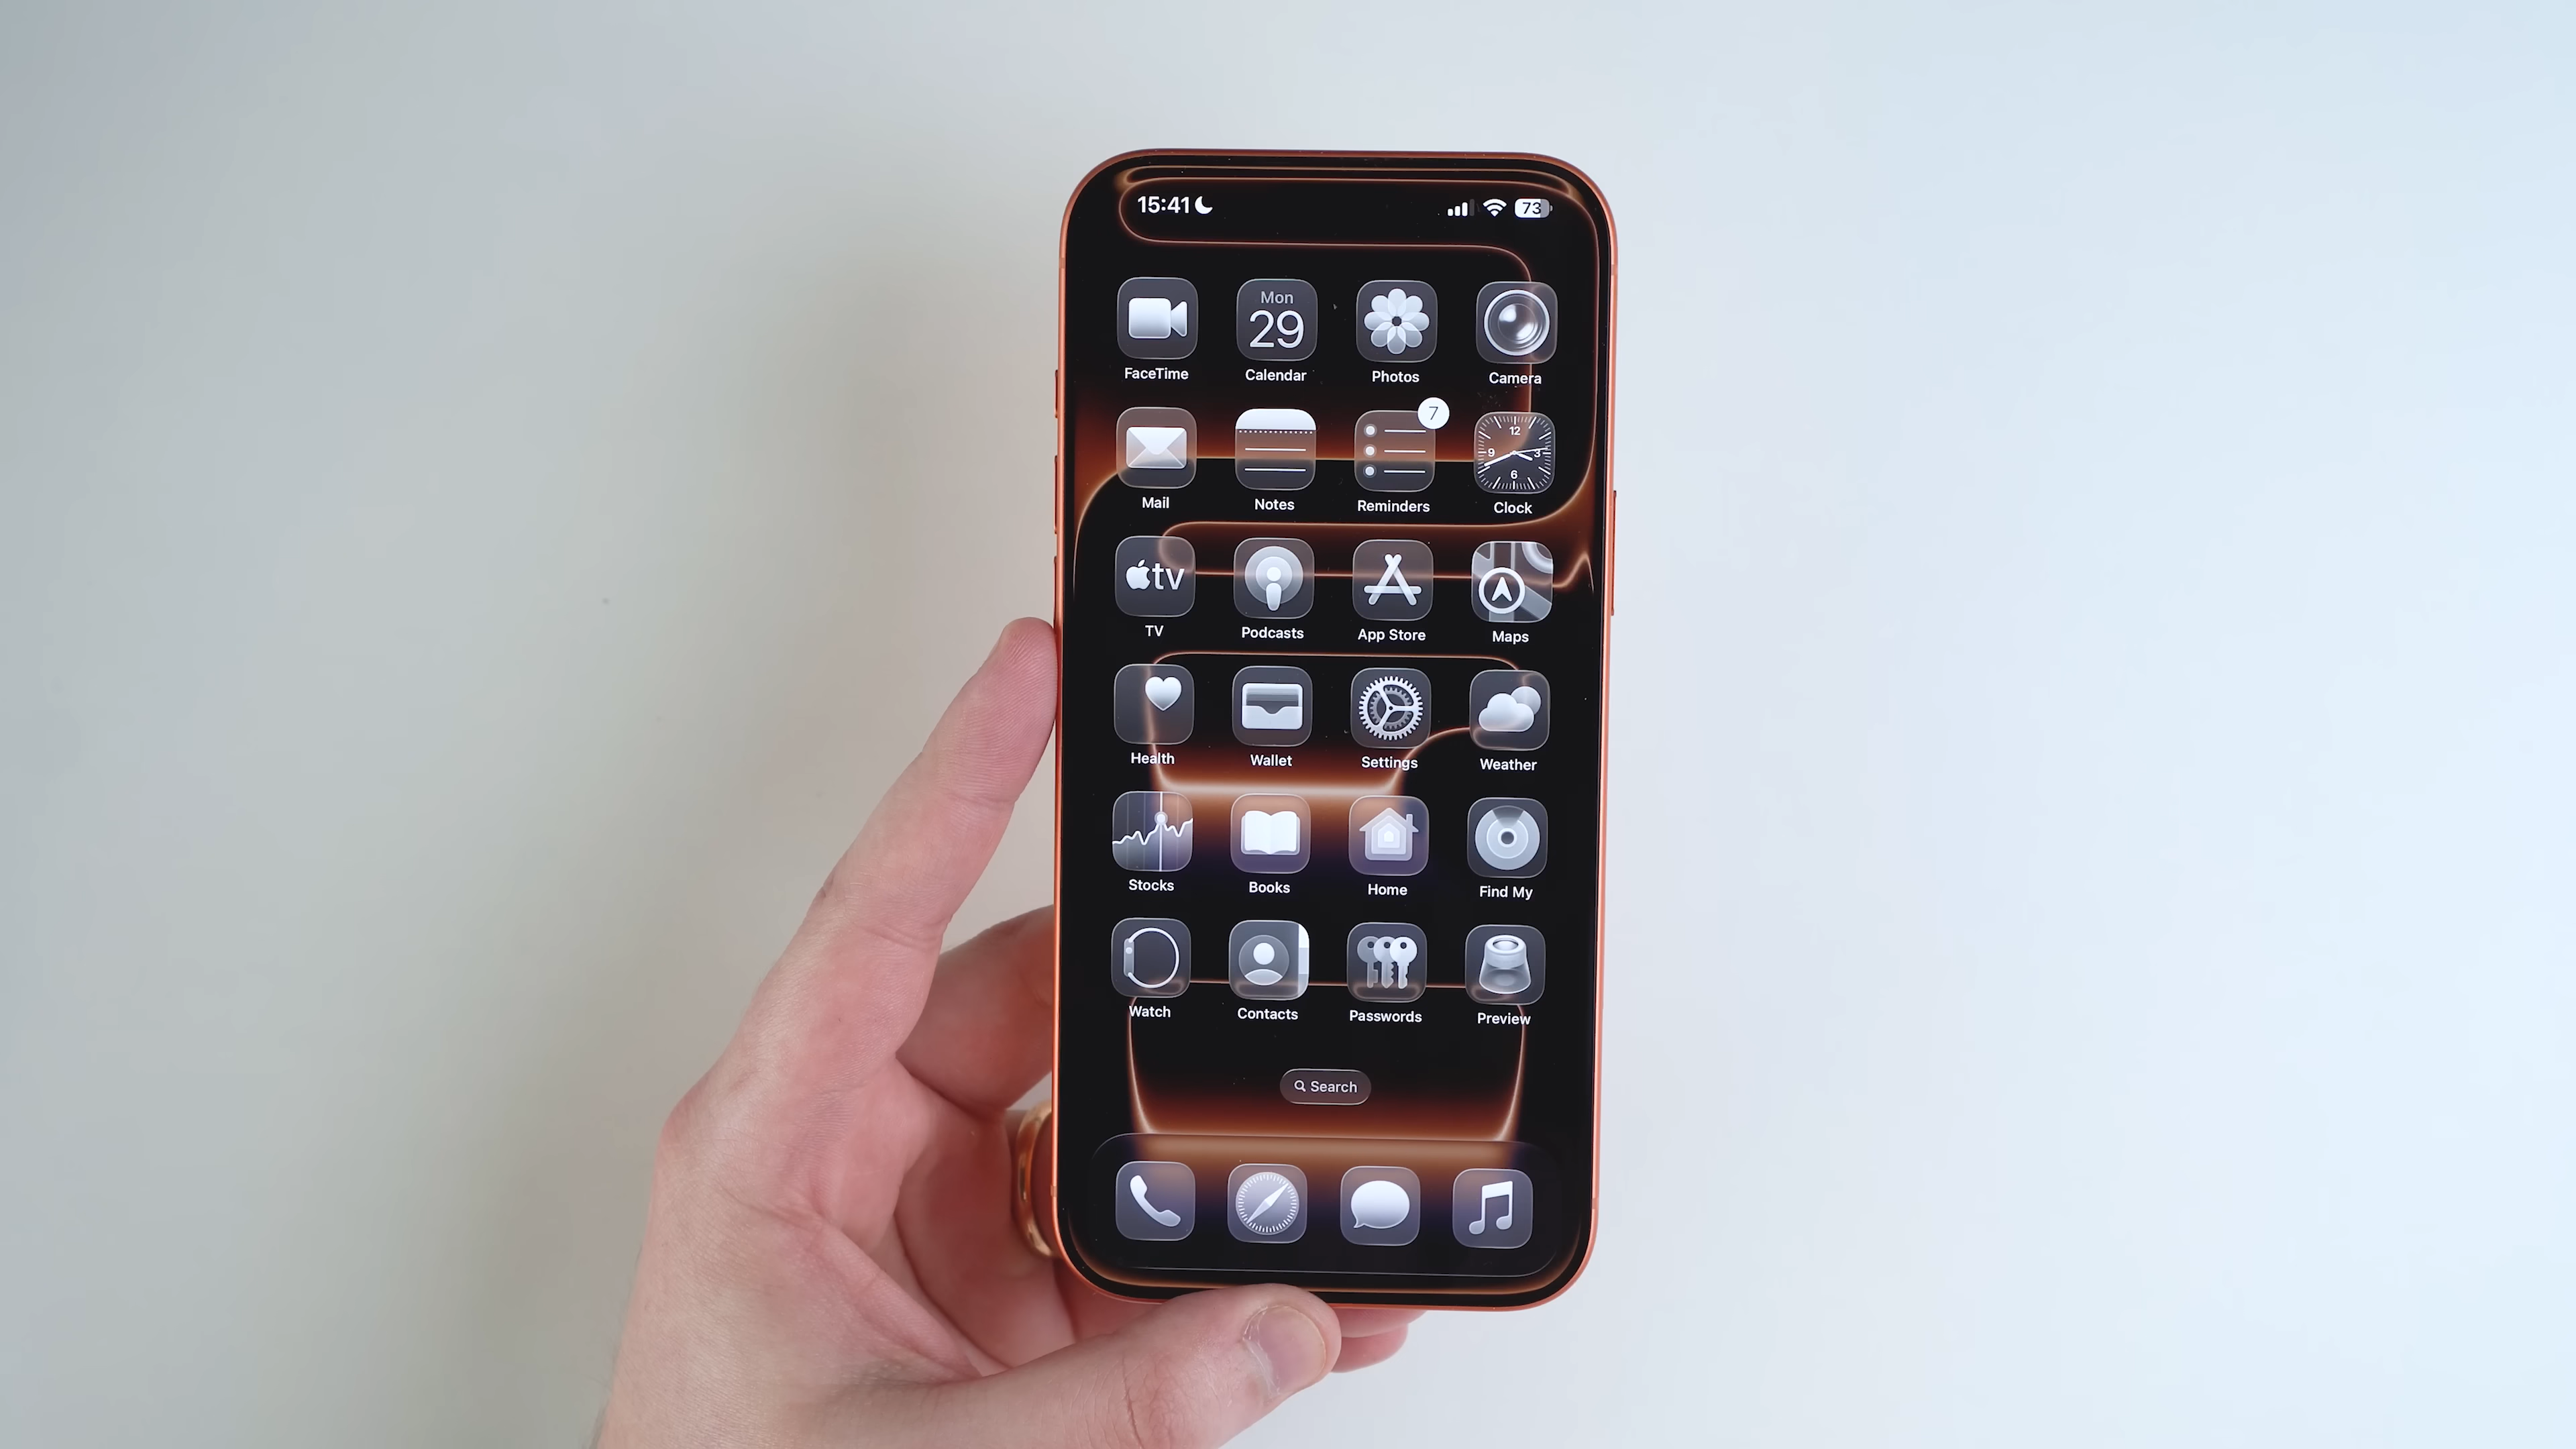 15:41
73
Mon
29
FaceTime Calendar Photos Camera
7
12
9 3
6
Mail Notes Reminders Clock
tv
TV Podcasts App Store Maps
Health Wallet Settings Weather
Stocks Books Home Find My
Watch Contacts Passwords Preview
Search